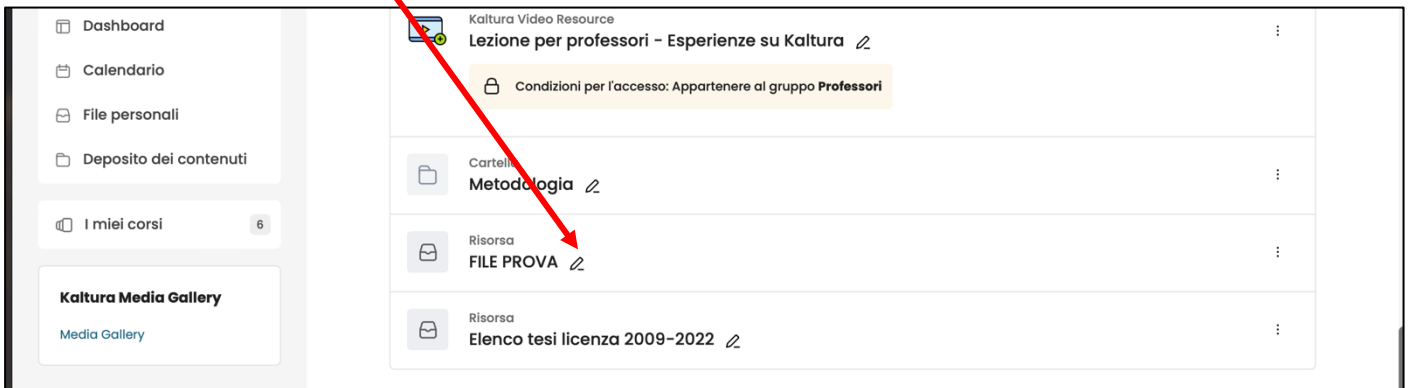 Dashboard
Calendario
File personali
Deposito dei contenuti
I miei corsi 6
Kaltura Media Gallery
Media Gallery
Kaltura Video Resource
Lezione per professori - Esperienze su Kaltura
Condizioni per l'accesso: Appartenere al gruppo Professori
Cartella
Metodologia
Risorsa
FILE PROVA
Risorsa
Elenco tesi licenza 2009-2022